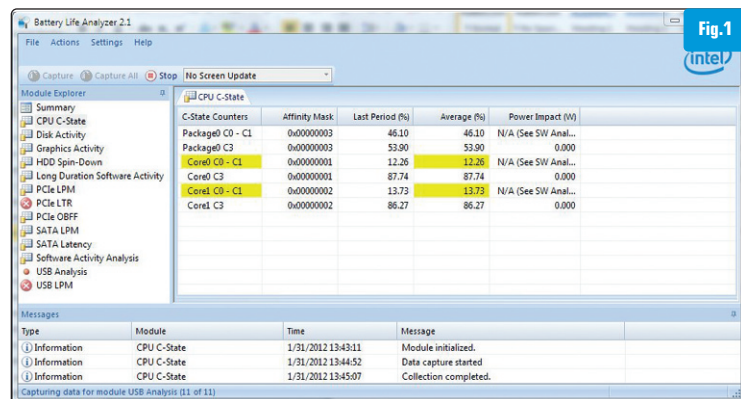 Battery Life Analyzer 2.1
Fig.1
File Actions Settings Help
(intel)
Capture Capture All Stop No Screen Update
Module Explorer
CPU C-State
Summary
CPU C-State
Disk Activity
Graphics Activity
HDD Spin-Down
Long Duration Software Activity
PCIe LPM
PCIe LTR
PCIe OBFF
SATA LPM
SATA Latency
Software Activity Analysis
USB Analysis
USB LPM
C-State Counters Affinity Mask Last Period (%) Average (%) Power Impact (W)
Package0 C0 - C1 0x00000003 46.10 46.10 N/A (See SW Anal...
Package0 C3 0x00000003 53.90 53.90 0.000
Core0 C0 - C1 0x00000001 12.26 12.26 N/A (See SW Anal...
Core0 C3 0x00000001 87.74 87.74 0.000
Core1 C0 - C1 0x00000002 13.73 13.73 N/A (See SW Anal...
Core1 C3 0x00000002 86.27 86.27 0.000
Messages
Type Module Time Message
Information CPU C-State 1/31/2012 13:43:11 Module initialized.
Information CPU C-State 1/31/2012 13:44:52 Data capture started
Information CPU C-State 1/31/2012 13:45:07 Collection completed.
Capturing data for module USB Analysis (11 of 11)